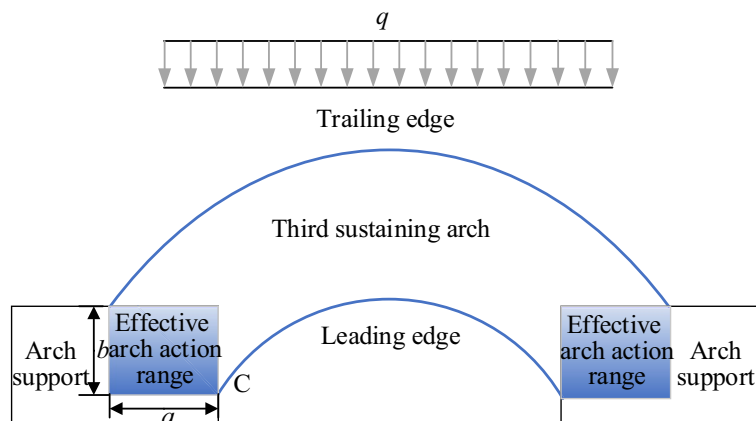 q
Trailing edge
Third sustaining arch
Effective
arch action
range
Arch
support
b
C
a
Leading edge
Effective
arch action
range
Arch
support